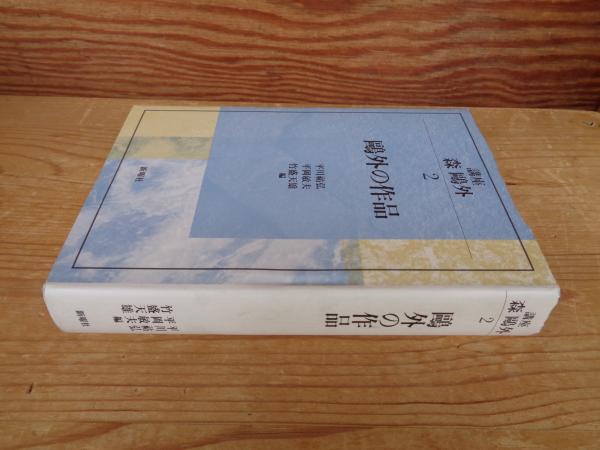 講座
森 鷗外
2
鷗外の作品
平川祐弘
平岡敏夫
竹盛天雄
編
新曜社
講座
森 鷗外
2
鷗外の作品
平川祐弘
平岡敏夫
竹盛天雄
編
新曜社